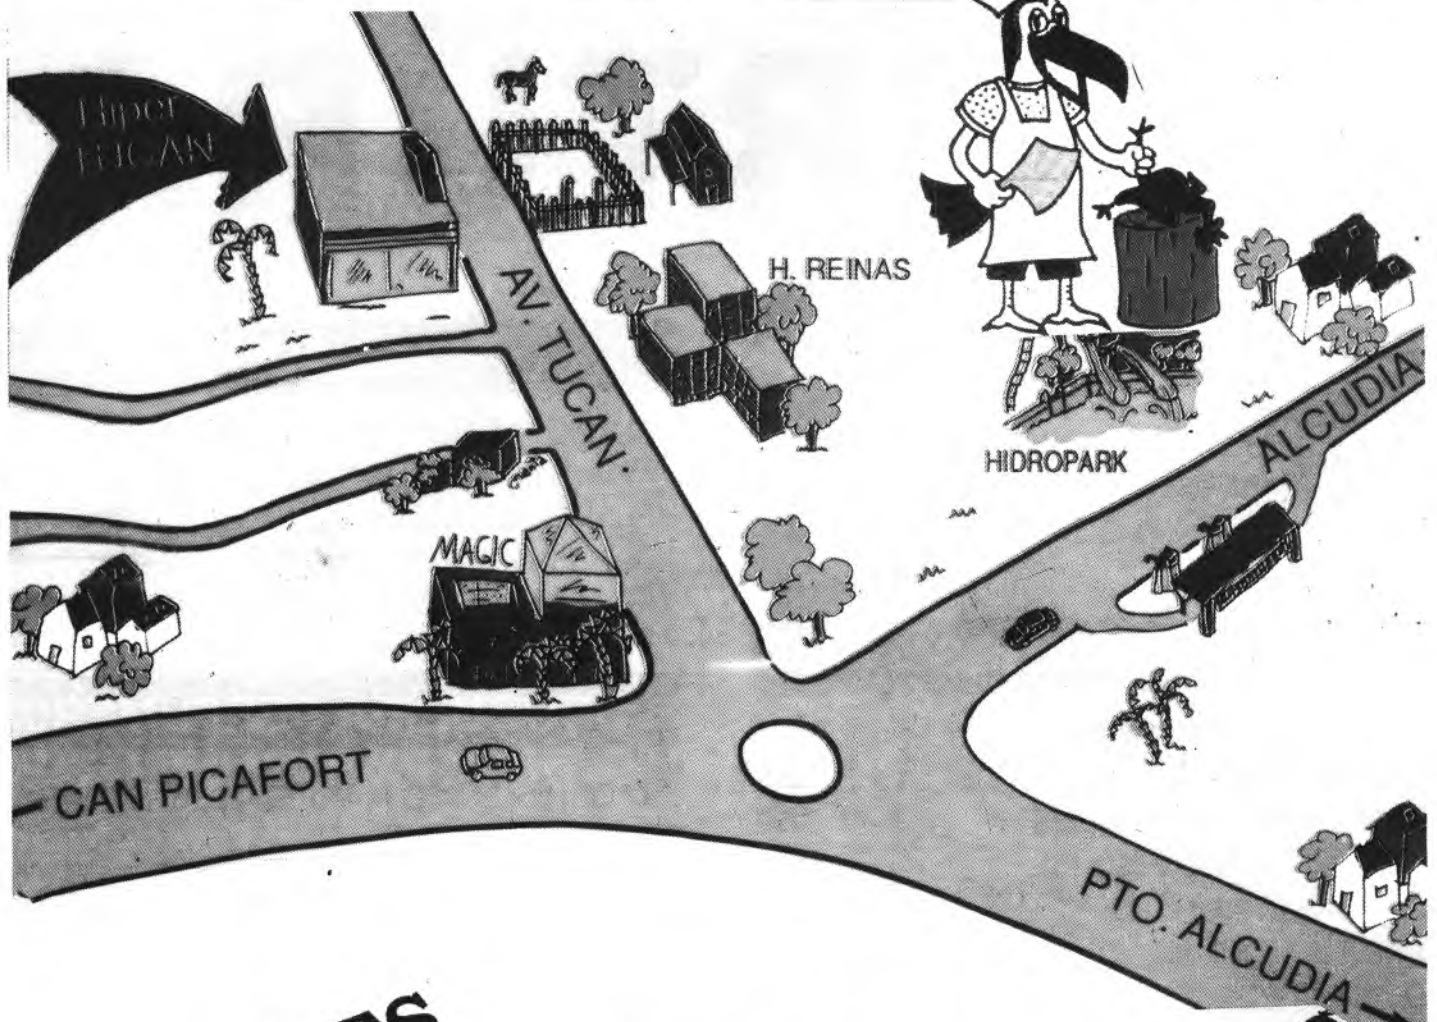 Hiper
TUCAN
H. REINAS
AV. TUCAN
HIDROPARK
ALCUDIA
MAGIC
CAN PICAFORT
PTO. ALCUDIA